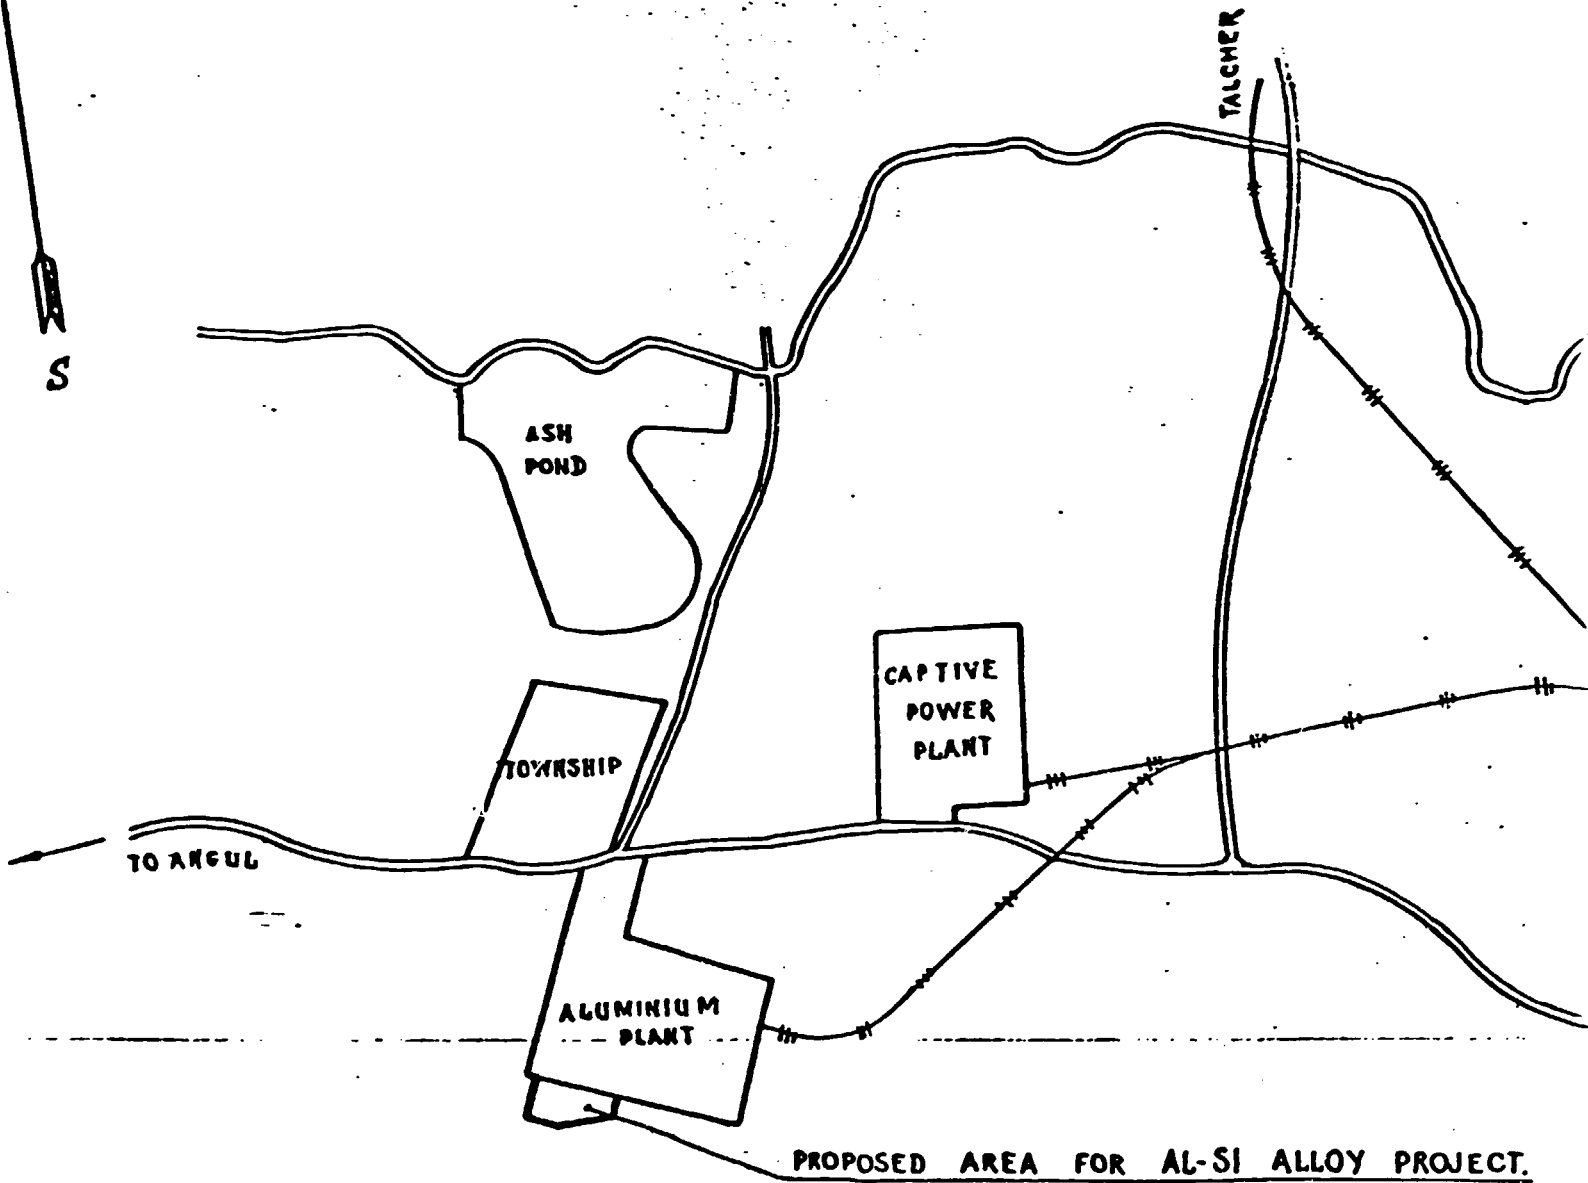 TALCHER
S
ASH
POND
CAPTIVE
POWER
PLANT
TOWNSHIP
TO ANGUL
ALUMINIUM
PLANT
PROPOSED AREA FOR AL-SI ALLOY PROJECT.